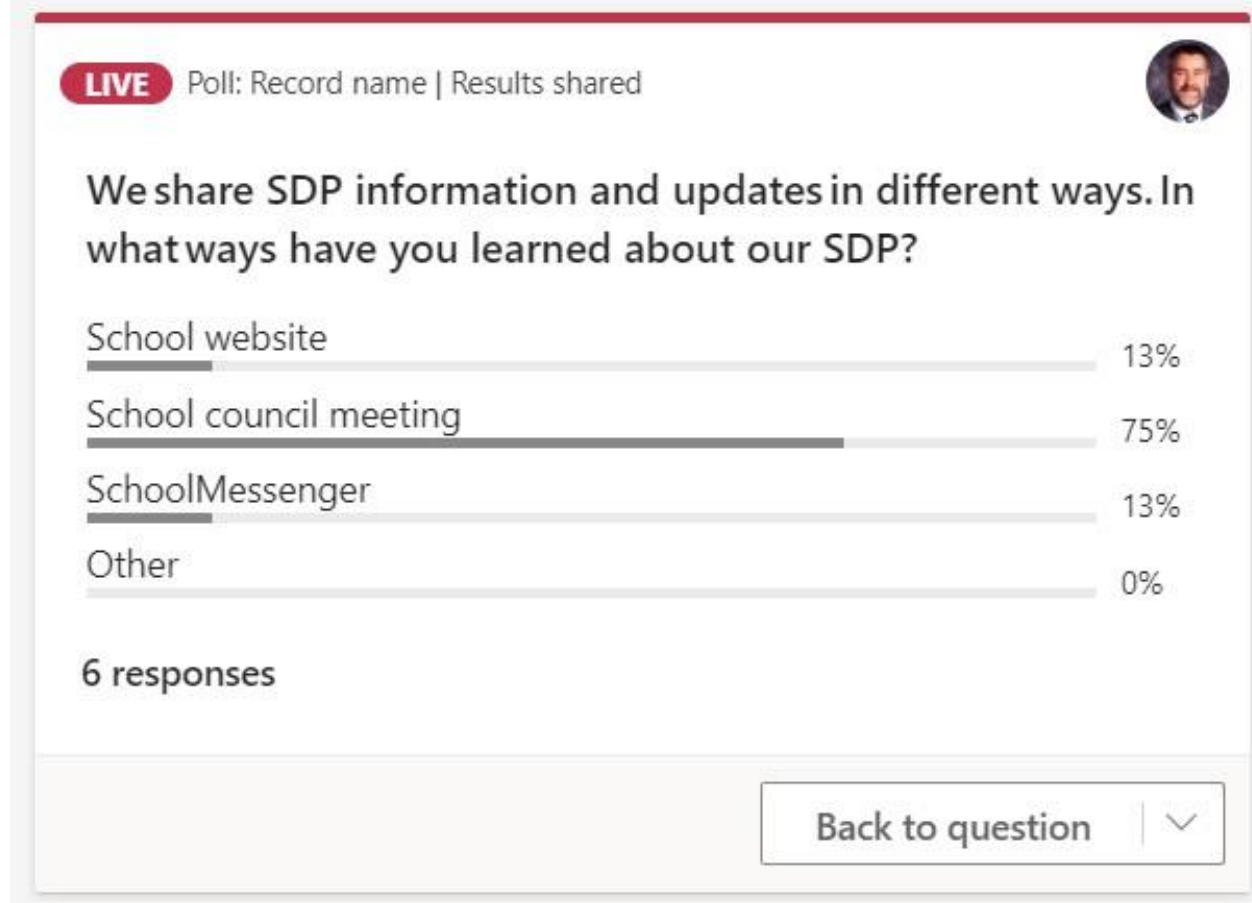 LIVE Poll: Record name | Results shared
We share SDP information and updates in different ways. In
what ways have you learned about our SDP?
School website
13%
School council meeting
75%
SchoolMessenger
13%
Other
0%
6 responses
Back to question